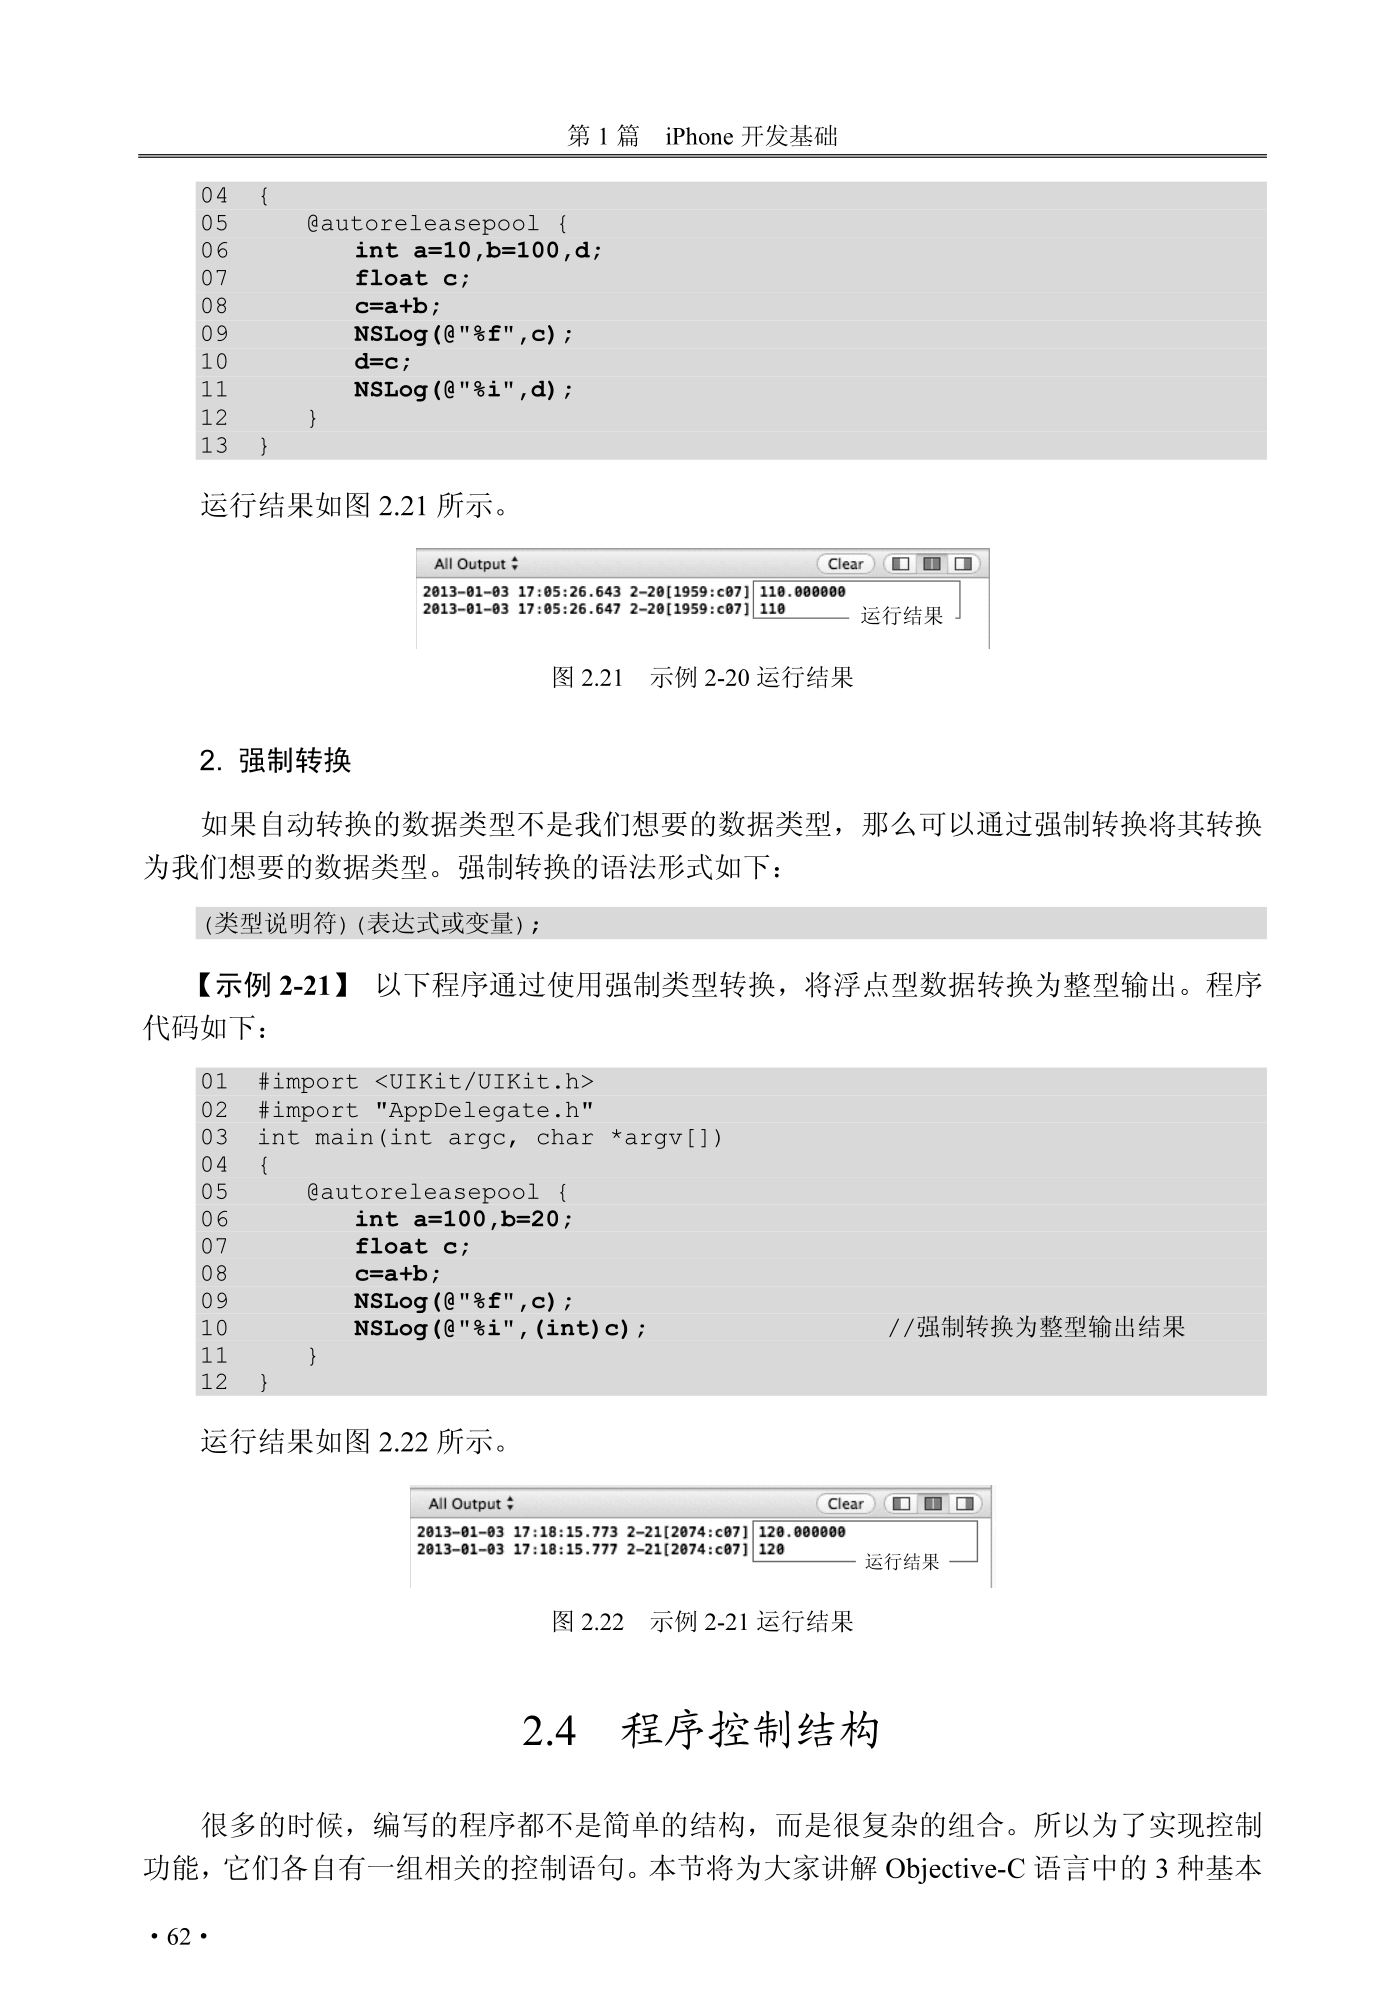 第 1 篇　iPhone 开发基础
04  {
05      @autoreleasepool {
06          int a=10,b=100,d;
07          float c;
08          c=a+b;
09          NSLog(@"%f",c);
10          d=c;
11          NSLog(@"%i",d);
12      }
13  }
运行结果如图 2.21 所示。
All Output Clear
2013-01-03 17:05:26.643 2-20[1959:c07] 110.000000
2013-01-03 17:05:26.647 2-20[1959:c07] 110
运行结果
图 2.21　示例 2-20 运行结果
2. 强制转换
如果自动转换的数据类型不是我们想要的数据类型，那么可以通过强制转换将其转换
为我们想要的数据类型。强制转换的语法形式如下：
(类型说明符)(表达式或变量);
【示例 2-21】 以下程序通过使用强制类型转换，将浮点型数据转换为整型输出。程序
代码如下：
01  #import <UIKit/UIKit.h>
02  #import "AppDelegate.h"
03  int main(int argc, char *argv[])
04  {
05      @autoreleasepool {
06          int a=100,b=20;
07          float c;
08          c=a+b;
09          NSLog(@"%f",c);
10          NSLog(@"%i",(int)c);                //强制转换为整型输出结果
11      }
12  }
运行结果如图 2.22 所示。
All Output Clear
2013-01-03 17:18:15.773 2-21[2074:c07] 120.000000
2013-01-03 17:18:15.777 2-21[2074:c07] 120
运行结果
图 2.22　示例 2-21 运行结果
2.4　程序控制结构
很多的时候，编写的程序都不是简单的结构，而是很复杂的组合。所以为了实现控制
功能，它们各自有一组相关的控制语句。本节将为大家讲解 Objective-C 语言中的 3 种基本
• 62 •